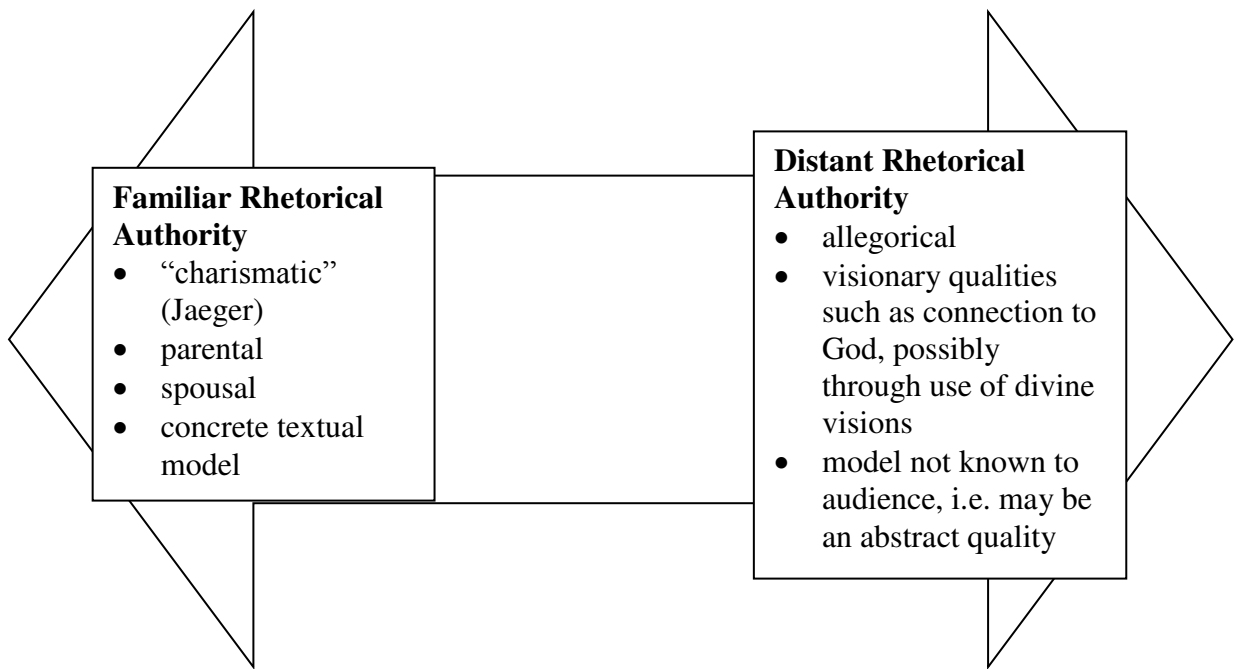 Familiar Rhetorical
Authority
• “charismatic”
(Jaeger)
• parental
• spousal
• concrete textual
model
Distant Rhetorical
Authority
• allegorical
• visionary qualities
such as connection to
God, possibly
through use of divine
visions
• model not known to
audience, i.e. may be
an abstract quality